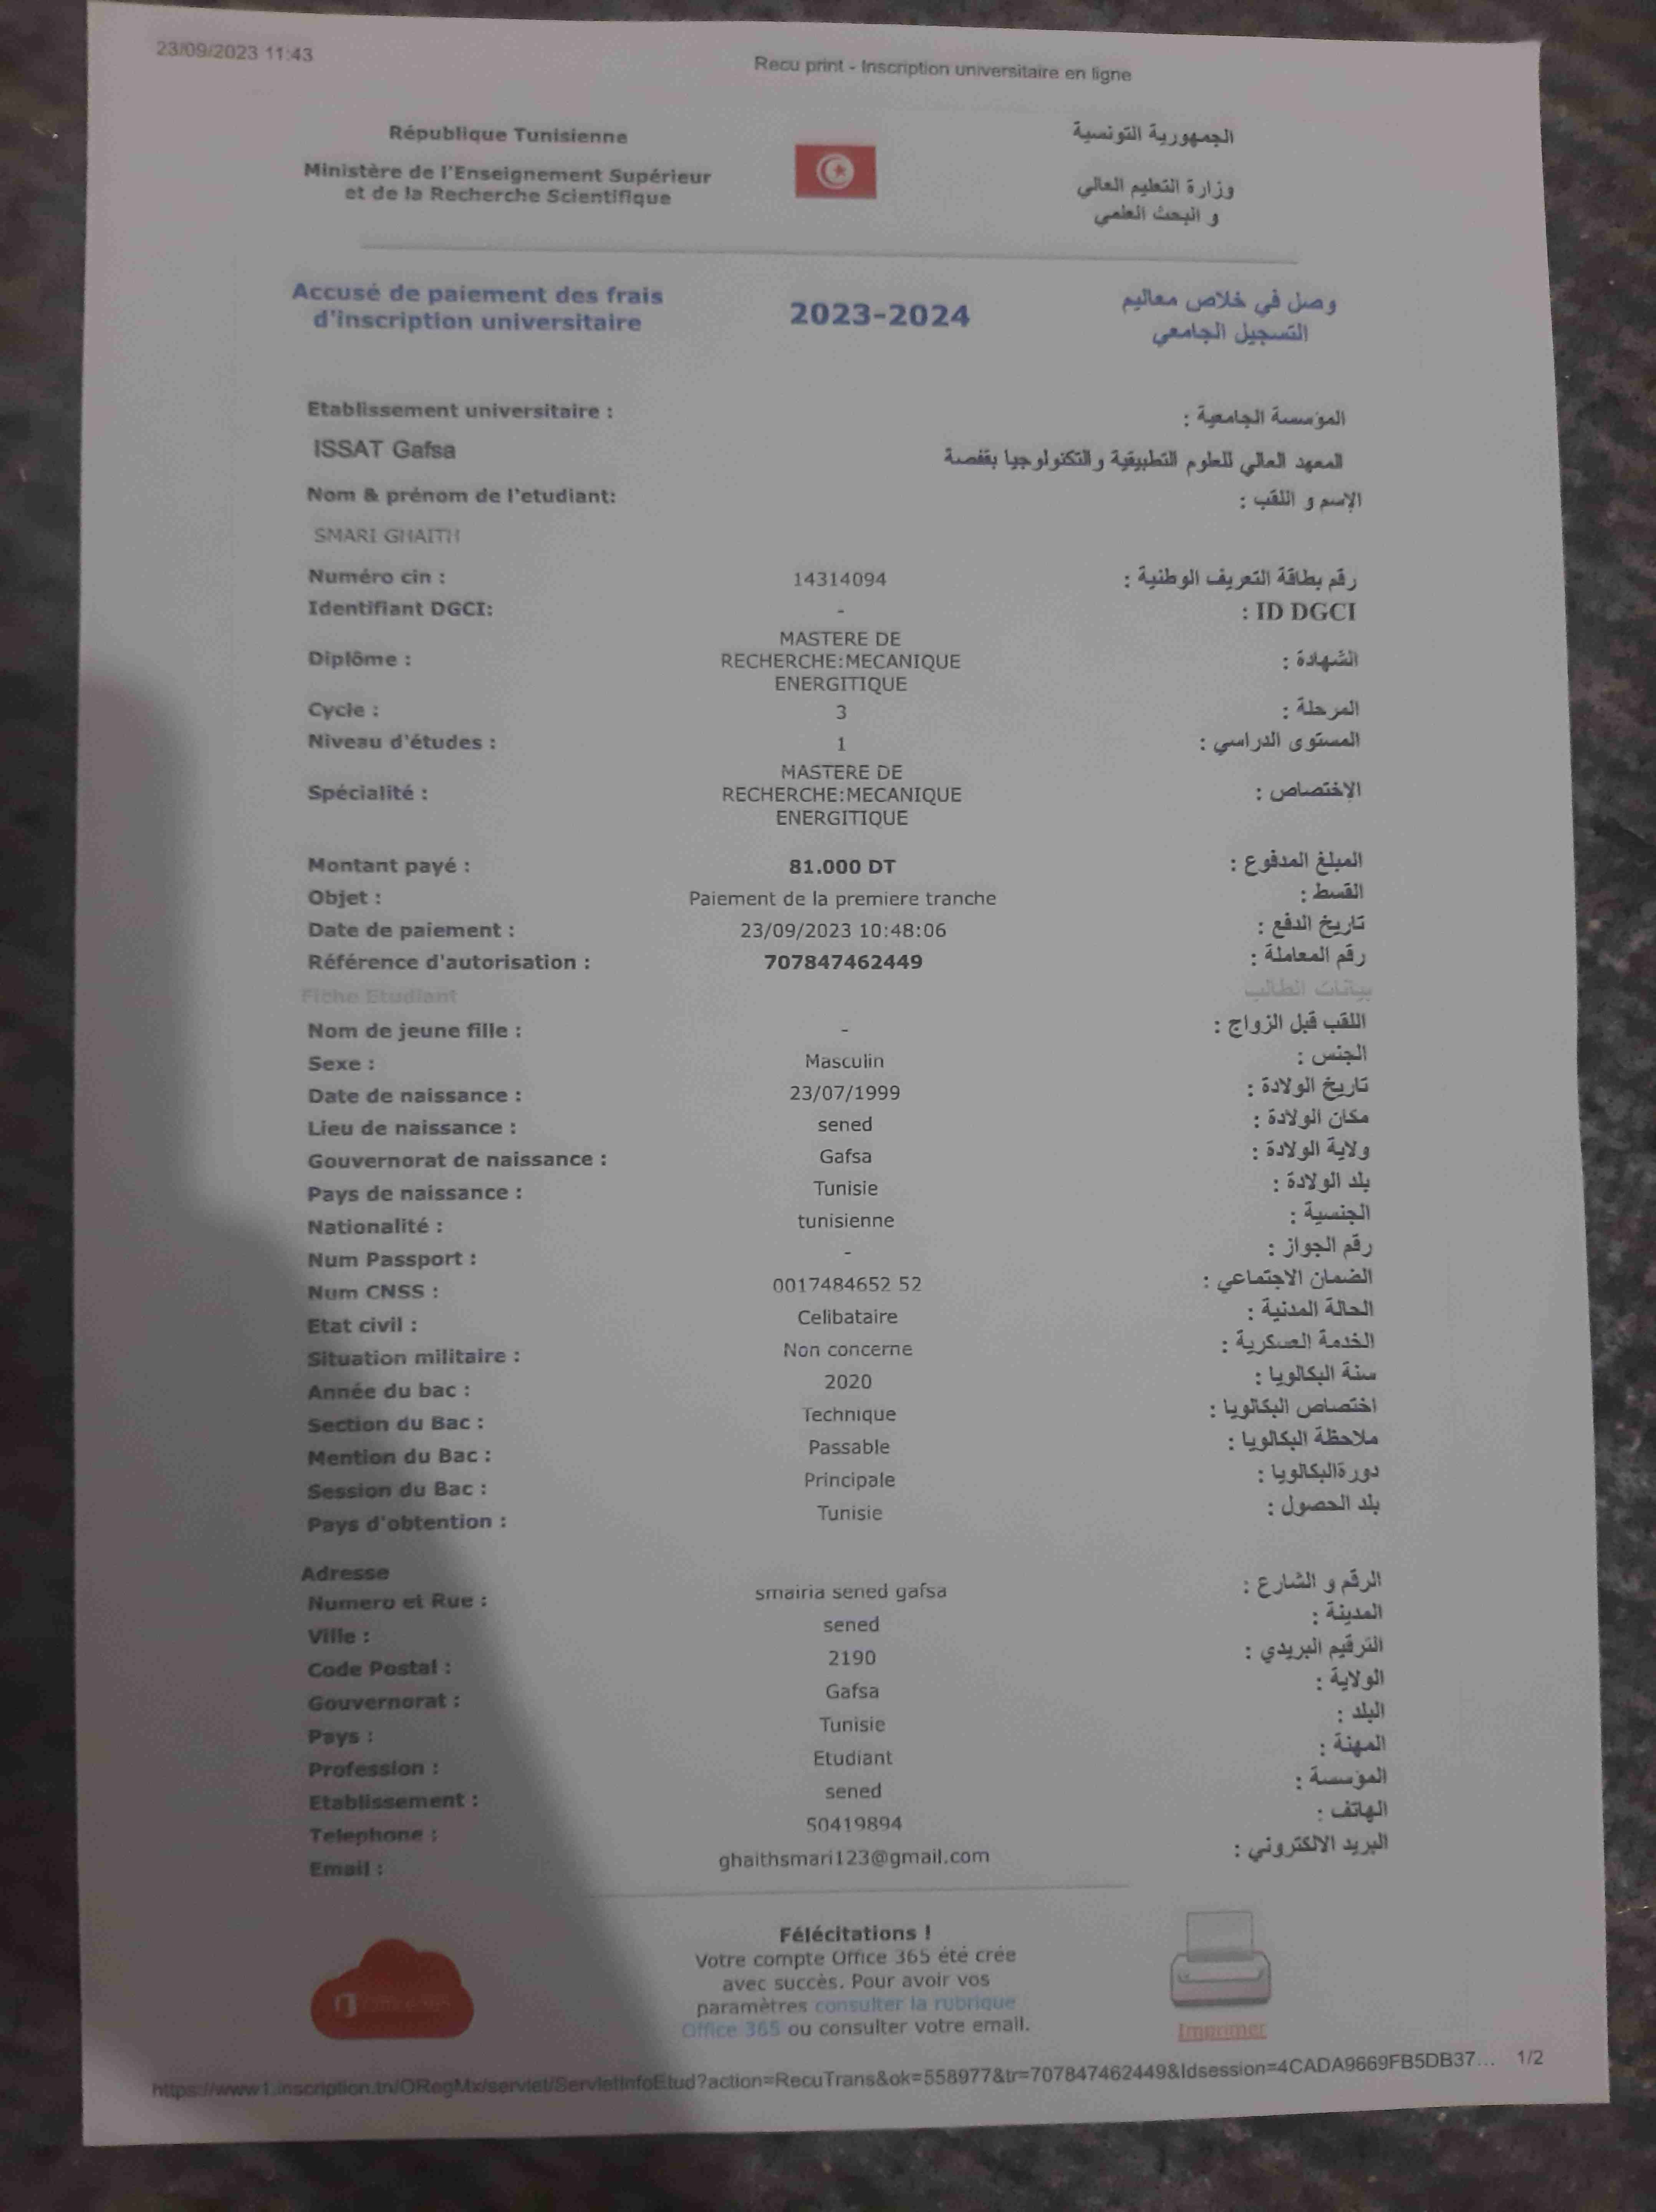 23/09/2023 11:43
Recu print - Inscription universitaire en ligne
République Tunisienne
الجمهورية التونسية
Ministère de l'Enseignement Supérieur
et de la Recherche Scientifique
وزارة التعليم العالي
و البحث العلمي
Accusé de paiement des frais
d'inscription universitaire
2023-2024
وصل في خلاص معاليم
التسجيل الجامعي
Etablissement universitaire :
المؤسسة الجامعية :
ISSAT Gafsa
المعهد العالي للعلوم التطبيقية والتكنولوجيا بقفصة
Nom & prénom de l'etudiant:
الإسم و اللقب :
SMARI GHAITH
Numéro cin : 14314094 رقم بطاقة التعريف الوطنية :
Identifiant DGCI: - ID DGCI :
Diplôme : MASTERE DE RECHERCHE:MECANIQUE ENERGITIQUE الشهادة :
Cycle : 3 المرحلة :
Niveau d'études : 1 المستوى الدراسي :
Spécialité : MASTERE DE RECHERCHE:MECANIQUE ENERGITIQUE الإختصاص :
Montant payé : 81.000 DT المبلغ المدفوع :
Objet : Paiement de la premiere tranche القسط :
Date de paiement : 23/09/2023 10:48:06 تاريخ الدفع :
Référence d'autorisation : 707847462449 رقم المعاملة :
Fiche Etudiant بيانات الطالب
Nom de jeune fille : - اللقب قبل الزواج :
Sexe : Masculin الجنس :
Date de naissance : 23/07/1999 تاريخ الولادة :
Lieu de naissance : sened مكان الولادة :
Gouvernorat de naissance : Gafsa ولاية الولادة :
Pays de naissance : Tunisie بلد الولادة :
Nationalité : tunisienne الجنسية :
Num Passport : - رقم الجواز :
Num CNSS : 0017484652 52 الضمان الاجتماعي :
Etat civil : Celibataire الحالة المدنية :
Situation militaire : Non concerne الخدمة العسكرية :
Année du bac : 2020 سنة البكالويا :
Section du Bac : Technique اختصاص البكالويا :
Mention du Bac : Passable ملاحظة البكالويا :
Session du Bac : Principale دورةالبكالويا :
Pays d'obtention : Tunisie بلد الحصول :
Adresse
Numero et Rue : smairia sened gafsa الرقم و الشارع :
Ville : sened المدينة :
Code Postal : 2190 الترقيم البريدي :
Gouvernorat : Gafsa الولاية :
Pays : Tunisie البلد :
Profession : Etudiant المهنة :
Etablissement : sened المؤسسة :
Telephone : 50419894 الهاتف :
Email : ghaithsmari123@gmail.com البريد الالكتروني :
Félécitations !
Votre compte Office 365 été crée
avec succès. Pour avoir vos
paramètres consulter la rubrique
Office 365 ou consulter votre email.
Office 365
Imprimer
https://www1.inscription.tn/ORegMx/servlet/ServletInfoEtud?action=RecuTrans&ok=558977&tr=707847462449&Idsession=4CADA9669FB5DB37... 1/2